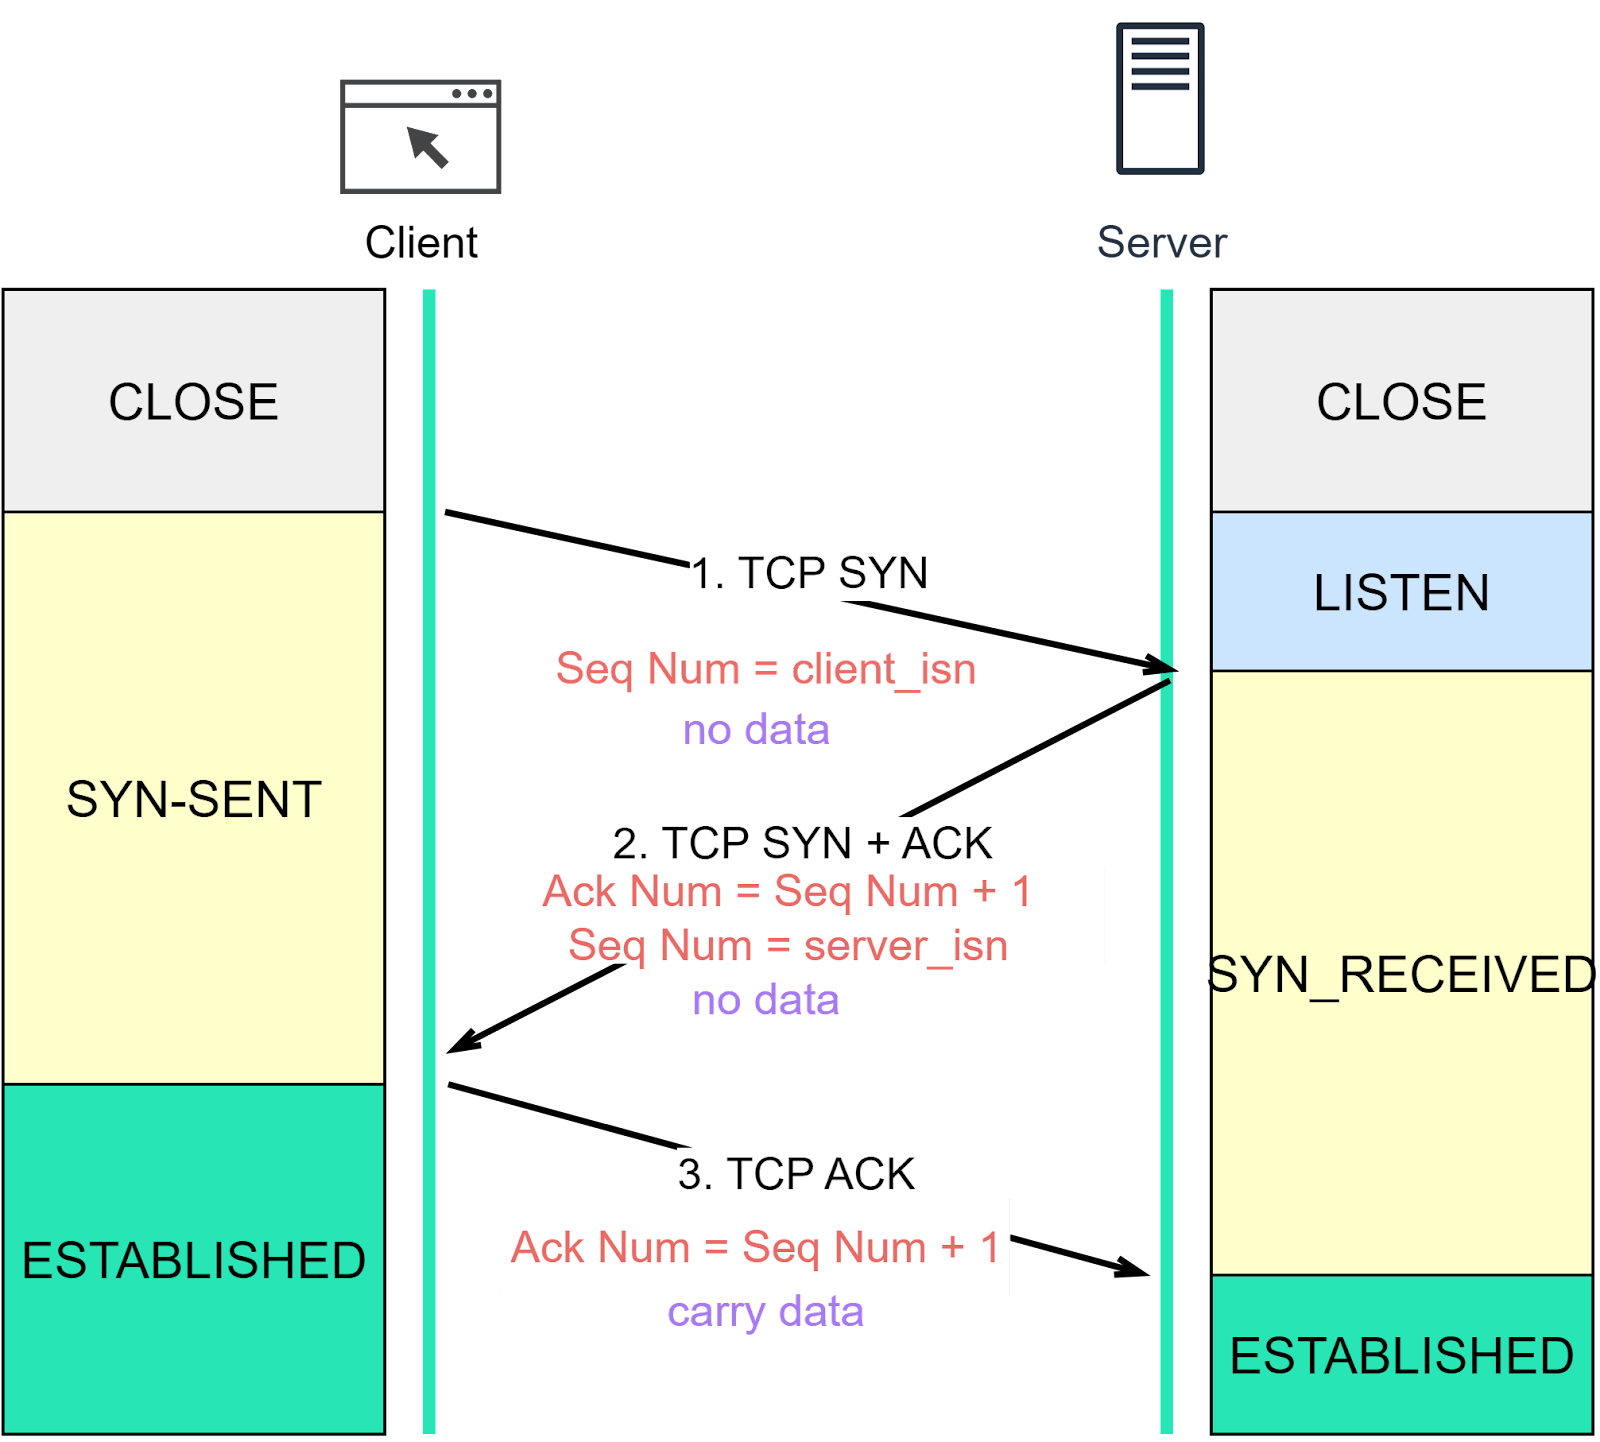 Client
Server
CLOSE
CLOSE
1. TCP SYN
LISTEN
Seq Num = client_isn
no data
SYN-SENT
2. TCP SYN + ACK
Ack Num = Seq Num + 1
Seq Num = server_isn
SYN_RECEIVED
no data
3. TCP ACK
Ack Num = Seq Num + 1
ESTABLISHED
carry data
ESTABLISHED